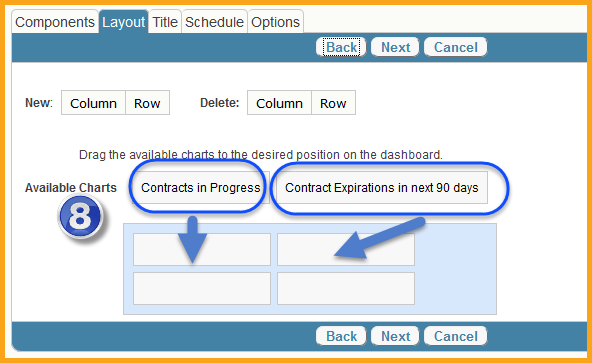 Components Layout Title Schedule Options
Back Next Cancel
New: Column Row Delete: Column Row
Drag the available charts to the desired position on the dashboard.
Available Charts Contracts in Progress Contract Expirations in next 90 days
8
Back Next Cancel